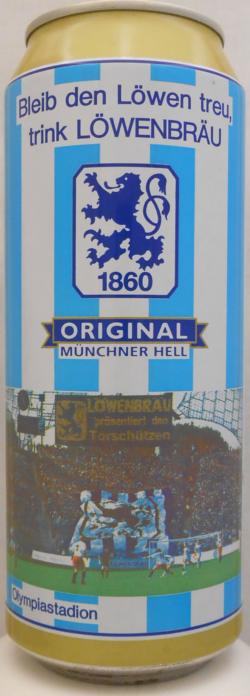 Bleib den Löwen treu,
trink LÖWENBRÄU
1860
ORIGINAL
MÜNCHNER HELL
LÖWENBRÄU
präsentiert den
Torschützen
Olympiastadion